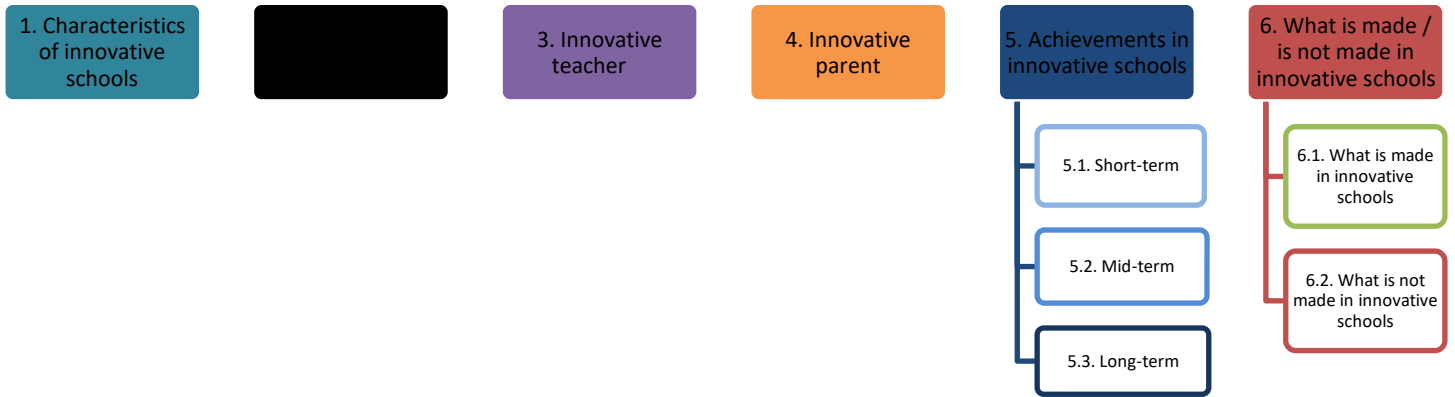 1. Characteristics
of innovative
schools
3. Innovative
teacher
4. Innovative
parent
5. Achievements in
innovative schools
5.1. Short-term
5.2. Mid-term
5.3. Long-term
6. What is made /
is not made in
innovative schools
6.1. What is made
in innovative
schools
6.2. What is not
made in innovative
schools